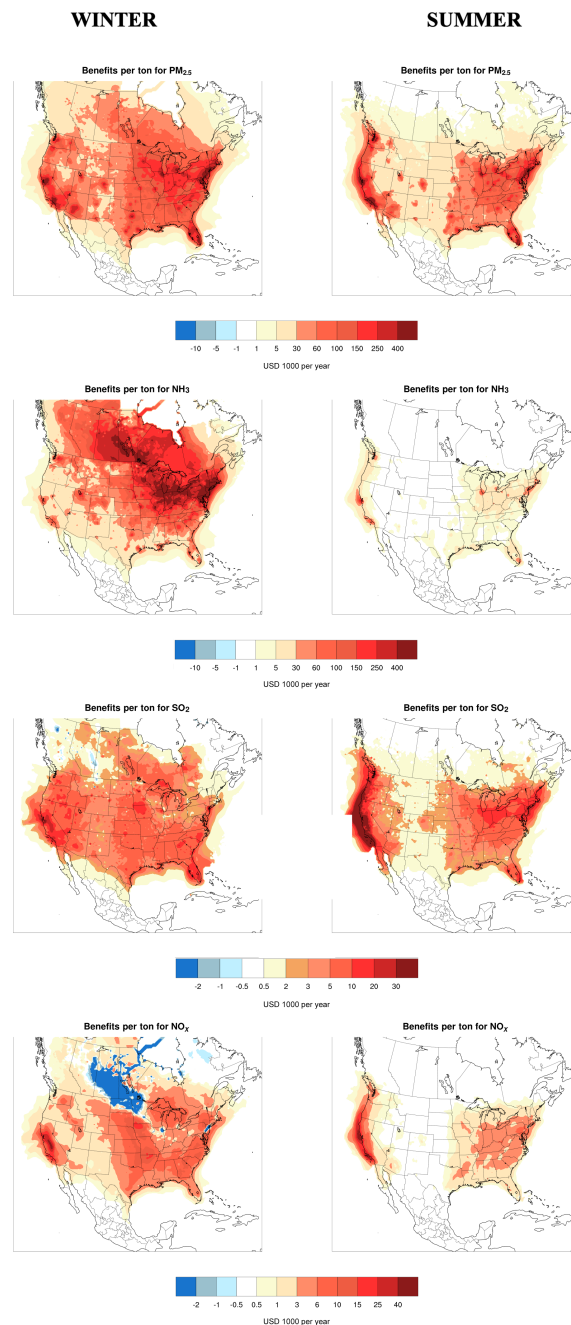 WINTER SUMMER
Benefits per ton for PM2.5 Benefits per ton for PM2.5
-10 -5 -1 1 5 30 60 100 150 250 400
USD 1000 per year
Benefits per ton for NH3 Benefits per ton for NH3
-10 -5 -1 1 5 30 60 100 150 250 400
USD 1000 per year
Benefits per ton for SO2 Benefits per ton for SO2
-2 -1 -0.5 0.5 2 3 5 10 20 30
USD 1000 per year
Benefits per ton for NOX Benefits per ton for NOX
-2 -1 -0.5 0.5 1 3 6 10 15 25 40
USD 1000 per year